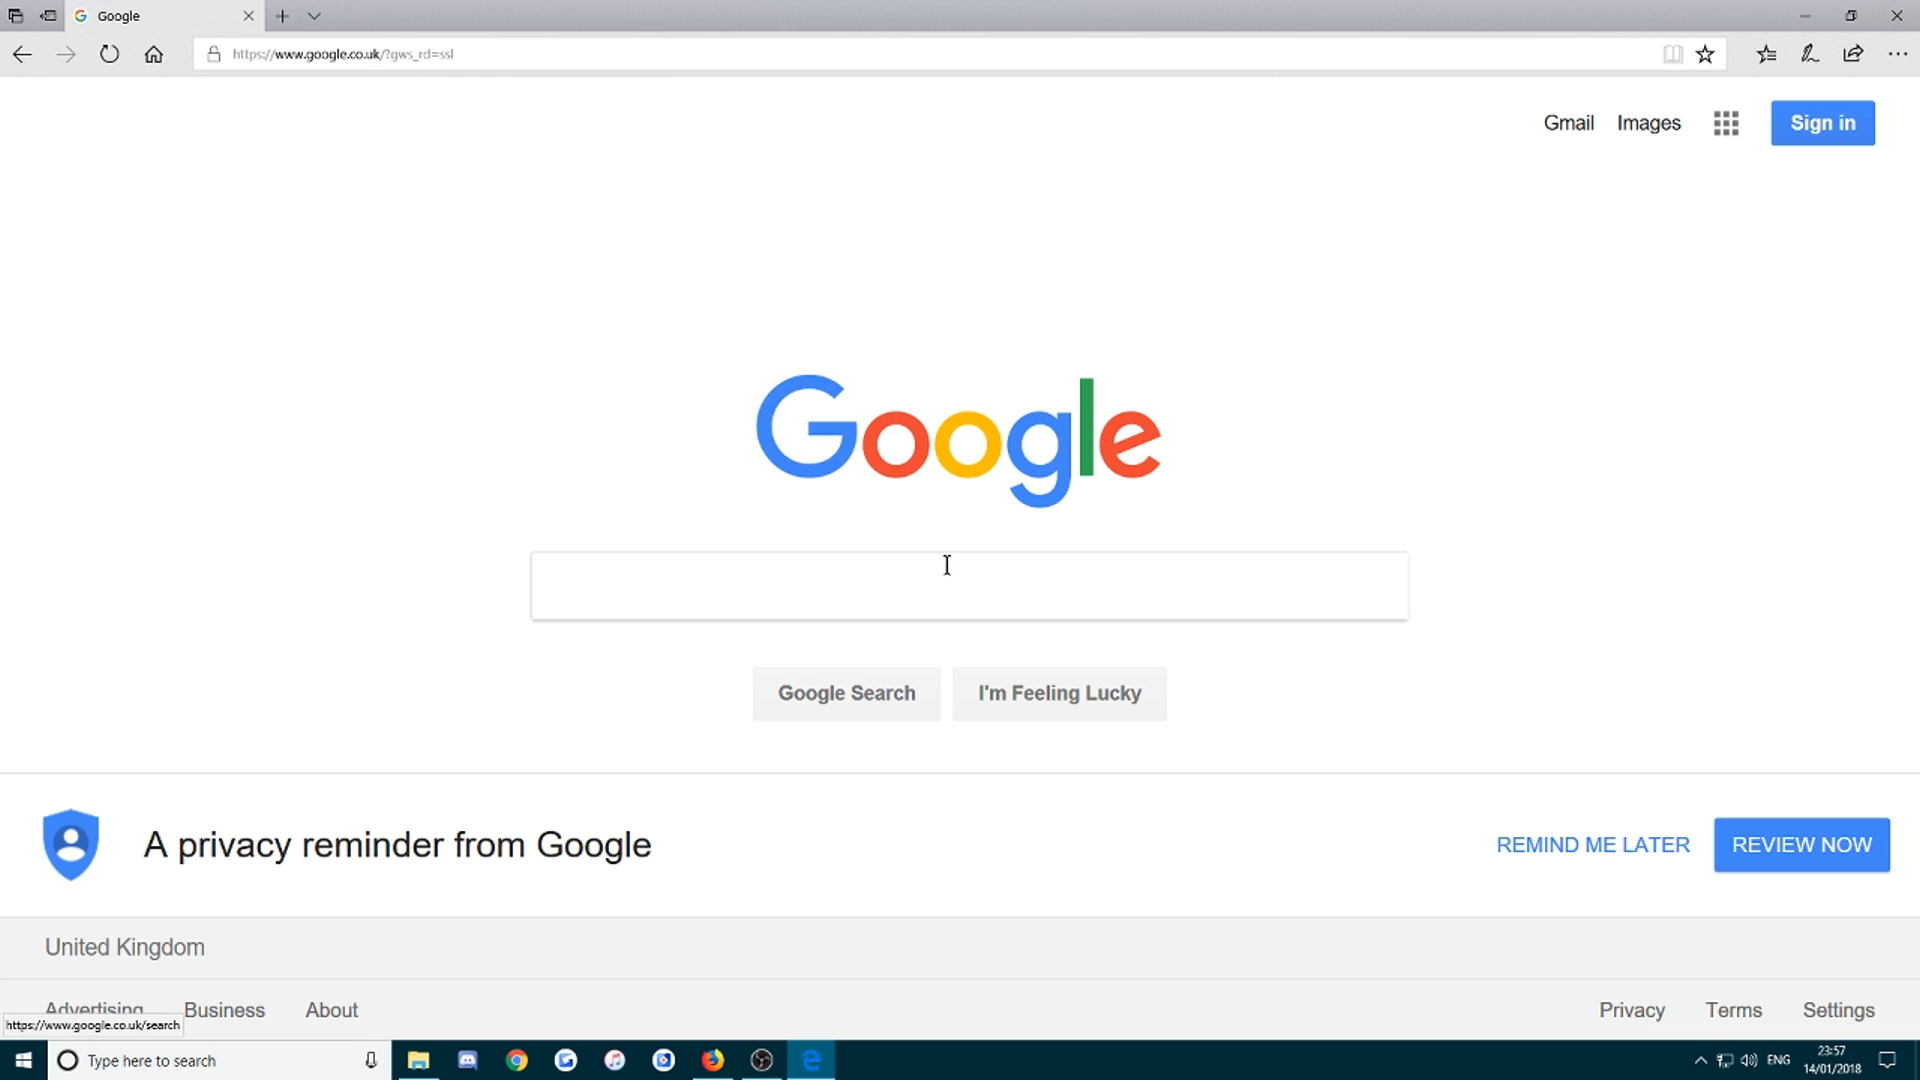 Google
https://www.google.co.uk/?gws_rd=ssl
Gmail Images Sign in
Google
Google Search I'm Feeling Lucky
A privacy reminder from Google REMIND ME LATER REVIEW NOW
United Kingdom
Advertising Business About Privacy Terms Settings
https://www.google.co.uk/search
Type here to search
ENG
23:57
14/01/2018